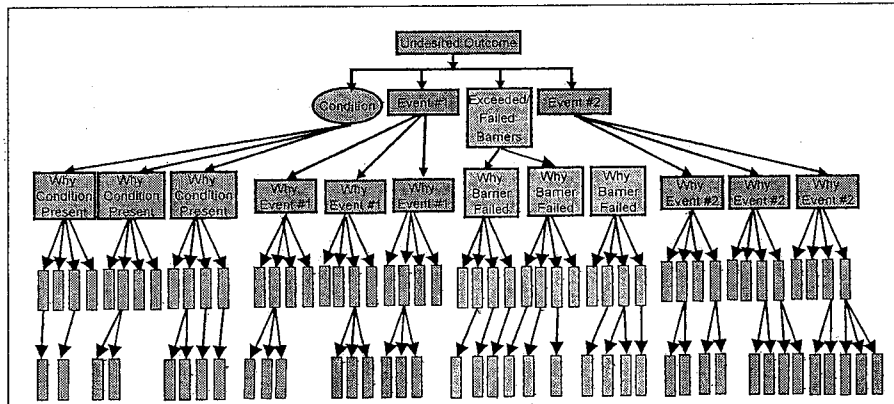 Undesired Outcome
Condition
Event #1
Exceeded/
Failed
Barriers
Event #2
Why
Condition
Present
Why
Condition
Present
Why
Condition
Present
Why
Event #1
Why
Event #1
Why
Event #1
Why
Barrier
Failed
Why
Barrier
Failed
Why
Barrier
Failed
Why
Event #2
Why
Event #2
Why
Event #2